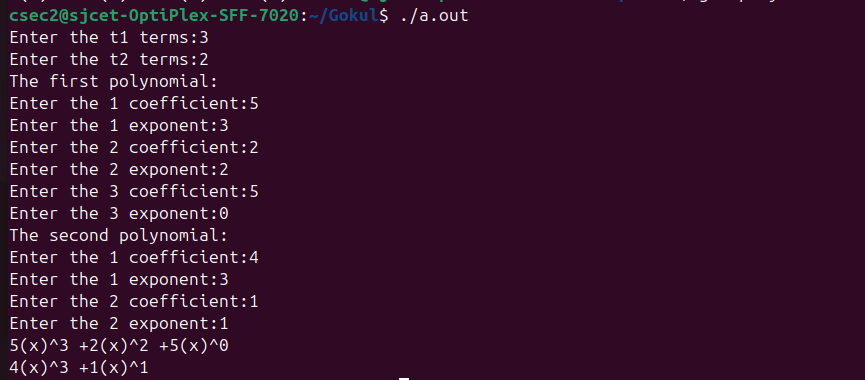 csec2@sjcet-OptiPlex-SFF-7020:~/Gokul$ ./a.out
Enter the t1 terms:3
Enter the t2 terms:2
The first polynomial:
Enter the 1 coefficient:5
Enter the 1 exponent:3
Enter the 2 coefficient:2
Enter the 2 exponent:2
Enter the 3 coefficient:5
Enter the 3 exponent:0
The second polynomial:
Enter the 1 coefficient:4
Enter the 1 exponent:3
Enter the 2 coefficient:1
Enter the 2 exponent:1
5(x)^3 +2(x)^2 +5(x)^0
4(x)^3 +1(x)^1